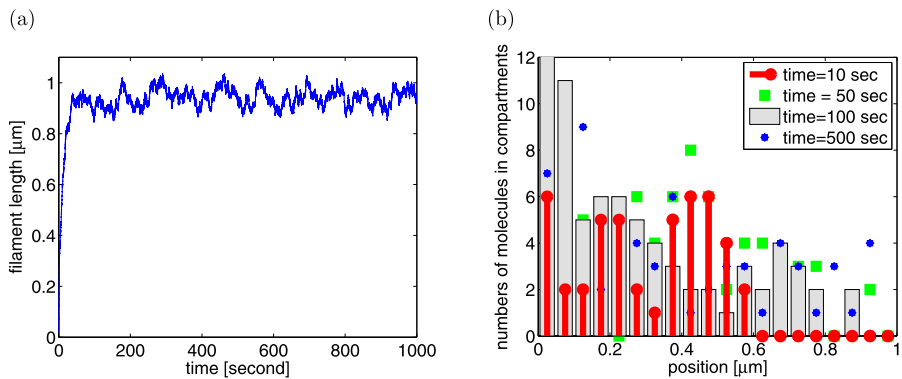 (a)
(b)
filament length [μm]
1
0.8
0.6
0.4
0.2
0
0 200 400 600 800 1000
time [second]
numbers of molecules in compartments
12
10
8
6
4
2
0
time=10 sec
time = 50 sec
time=100 sec
time=500 sec
0 0.2 0.4 0.6 0.8 1
position [μm]